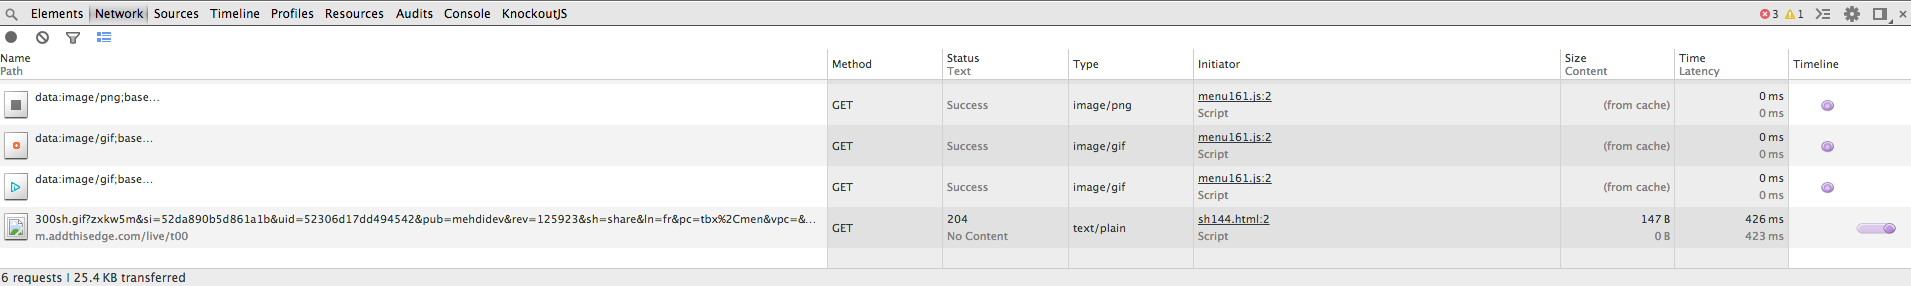 Elements Network Sources Timeline Profiles Resources Audits Console KnockoutJS 3 1
Name Method Status Type Initiator Size Time Timeline
Path Text Content Latency
data:image/png;base... GET Success image/png menu161.js:2 (from cache) 0 ms
Script 0 ms
data:image/gif;base... GET Success image/gif menu161.js:2 (from cache) 0 ms
Script 0 ms
data:image/gif;base... GET Success image/gif menu161.js:2 (from cache) 0 ms
Script 0 ms
300sh.gif?zxkw5m&si=52da890b5d861a1b&uid=52306d17dd494542&pub=mehdidev&rev=125923&sh=share&ln=fr&pc=tbx%2Cmen&vpc=&... GET 204 text/plain sh144.html:2 147 B 426 ms
m.addthisedge.com/live/t00 No Content Script 0 B 423 ms
6 requests | 25.4 KB transferred